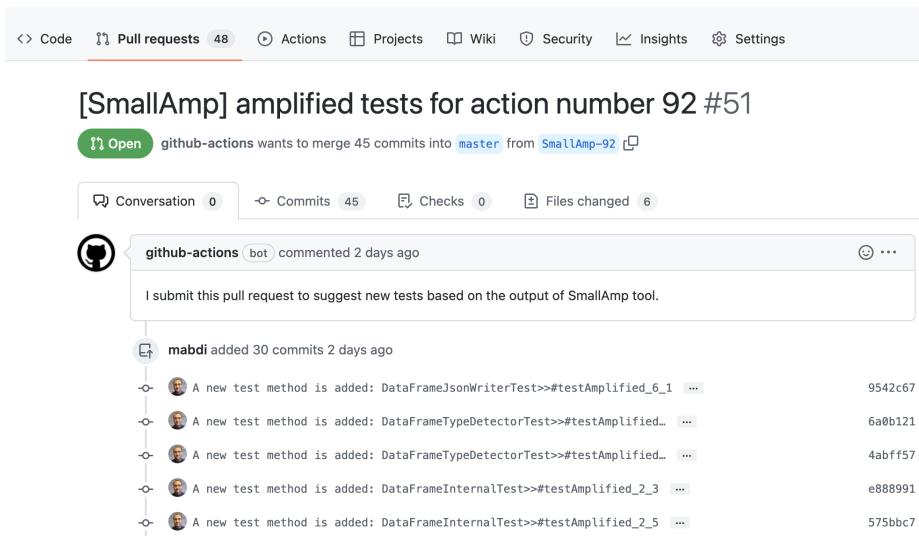 Code Pull requests 48 Actions Projects Wiki Security Insights Settings
[SmallAmp] amplified tests for action number 92 #51
Open github-actions wants to merge 45 commits into master from SmallAmp-92
Conversation 0 Commits 45 Checks 0 Files changed 6
github-actions bot commented 2 days ago
I submit this pull request to suggest new tests based on the output of SmallAmp tool.
mabdi added 30 commits 2 days ago
A new test method is added: DataFrameJsonWriterTest>>#testAmplified_6_1 … 9542c67
A new test method is added: DataFrameTypeDetectorTest>>#testAmplified… … 6a0b121
A new test method is added: DataFrameTypeDetectorTest>>#testAmplified… … 4abff57
A new test method is added: DataFrameInternalTest>>#testAmplified_2_3 … e888991
A new test method is added: DataFrameInternalTest>>#testAmplified_2_5 … 575bbc7